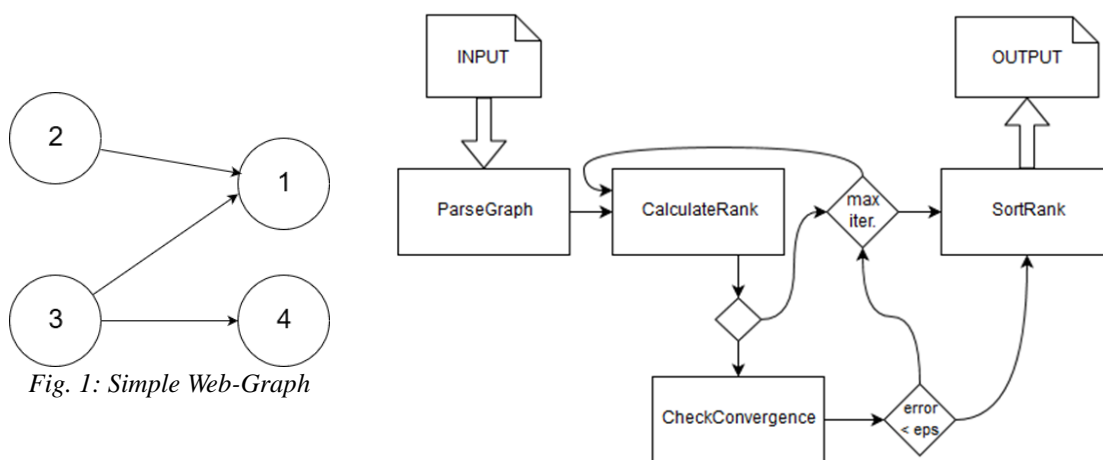 2
1
3
4
Fig. 1: Simple Web-Graph
INPUT
OUTPUT
ParseGraph
CalculateRank
max
iter.
SortRank
CheckConvergence
error
< eps